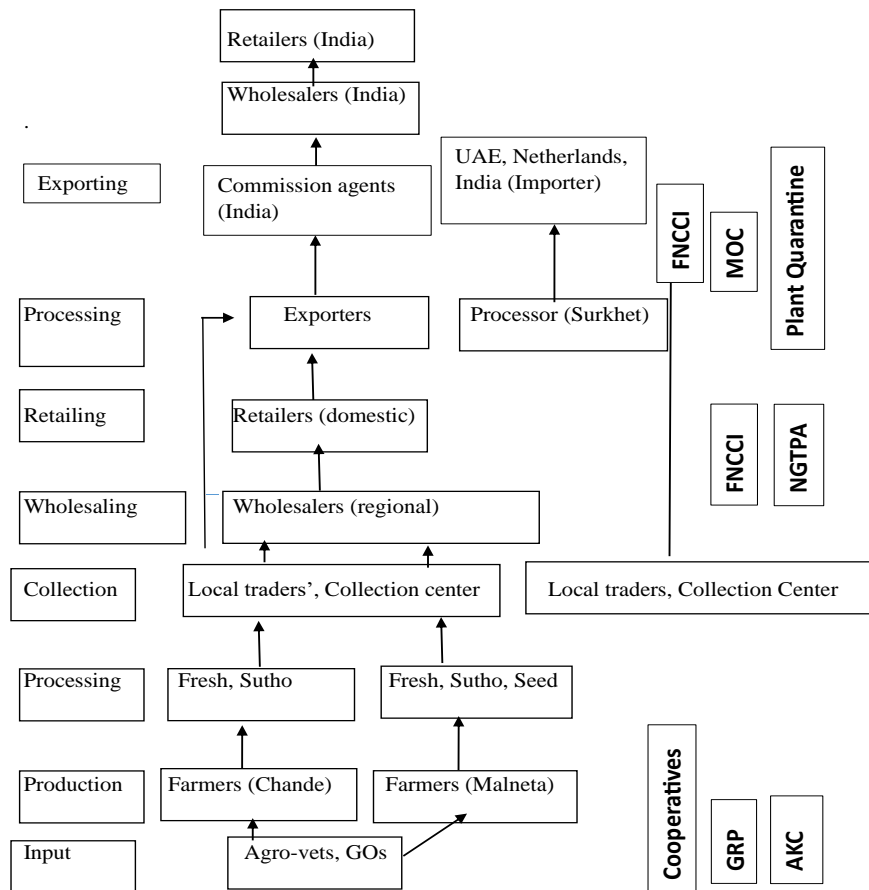 Retailers (India)
Wholesalers (India)
.
Exporting
Commission agents
(India)
UAE, Netherlands,
India (Importer)
FNCCI
MOC
Plant Quarantine
Processing
Exporters
Processor (Surkhet)
Retailing
Retailers (domestic)
FNCCI
NGTPA
Wholesaling
Wholesalers (regional)
Collection
Local traders’, Collection center
Local traders, Collection Center
Processing
Fresh, Sutho
Fresh, Sutho, Seed
Production
Farmers (Chande)
Farmers (Malneta)
Cooperatives
GRP
AKC
Input
Agro-vets, GOs